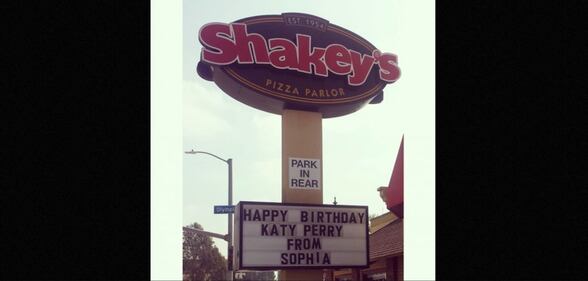 EST. 1954
Shakey's
PIZZA PARLOR
PARK
IN
REAR
HAPPY BIRTHDAY
KATY PERRY
FROM
SOPHIA